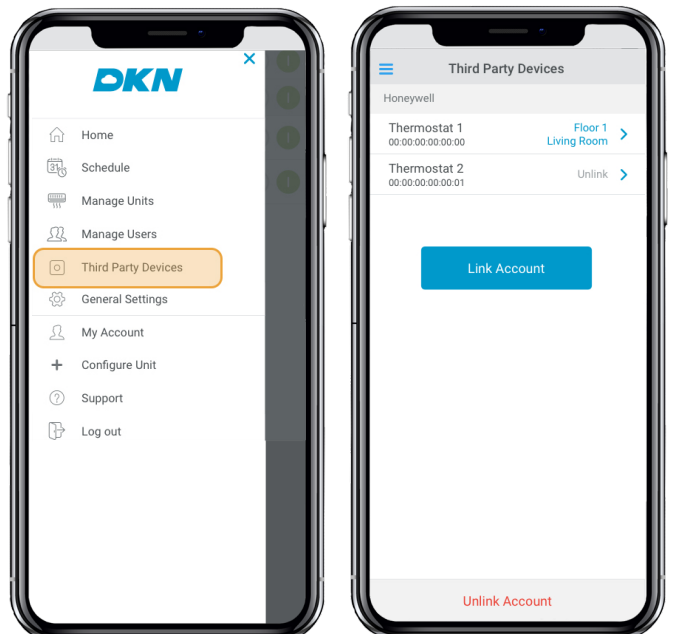 DKN
Home
31
Schedule
Manage Units
Manage Users
Third Party Devices
General Settings
My Account
Configure Unit
Support
Log out
Third Party Devices
Honeywell
Thermostat 1
00:00:00:00:00:00
Floor 1
Living Room
Thermostat 2
00:00:00:00:00:01
Unlink
Link Account
Unlink Account